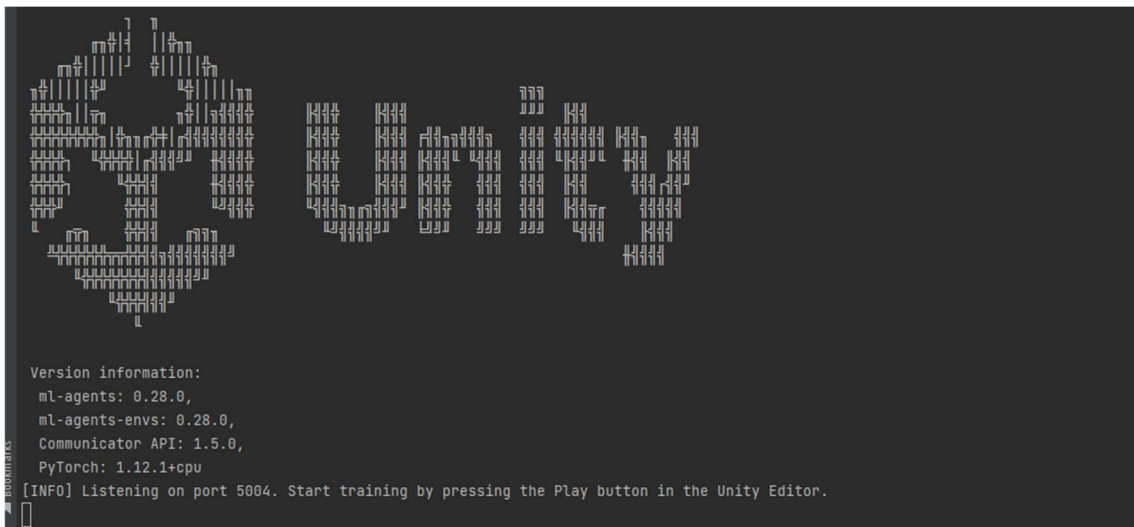 Unity
Version information:
ml-agents: 0.28.0,
ml-agents-envs: 0.28.0,
Communicator API: 1.5.0,
PyTorch: 1.12.1+cpu
[INFO] Listening on port 5004. Start training by pressing the Play button in the Unity Editor.
Bookmarks